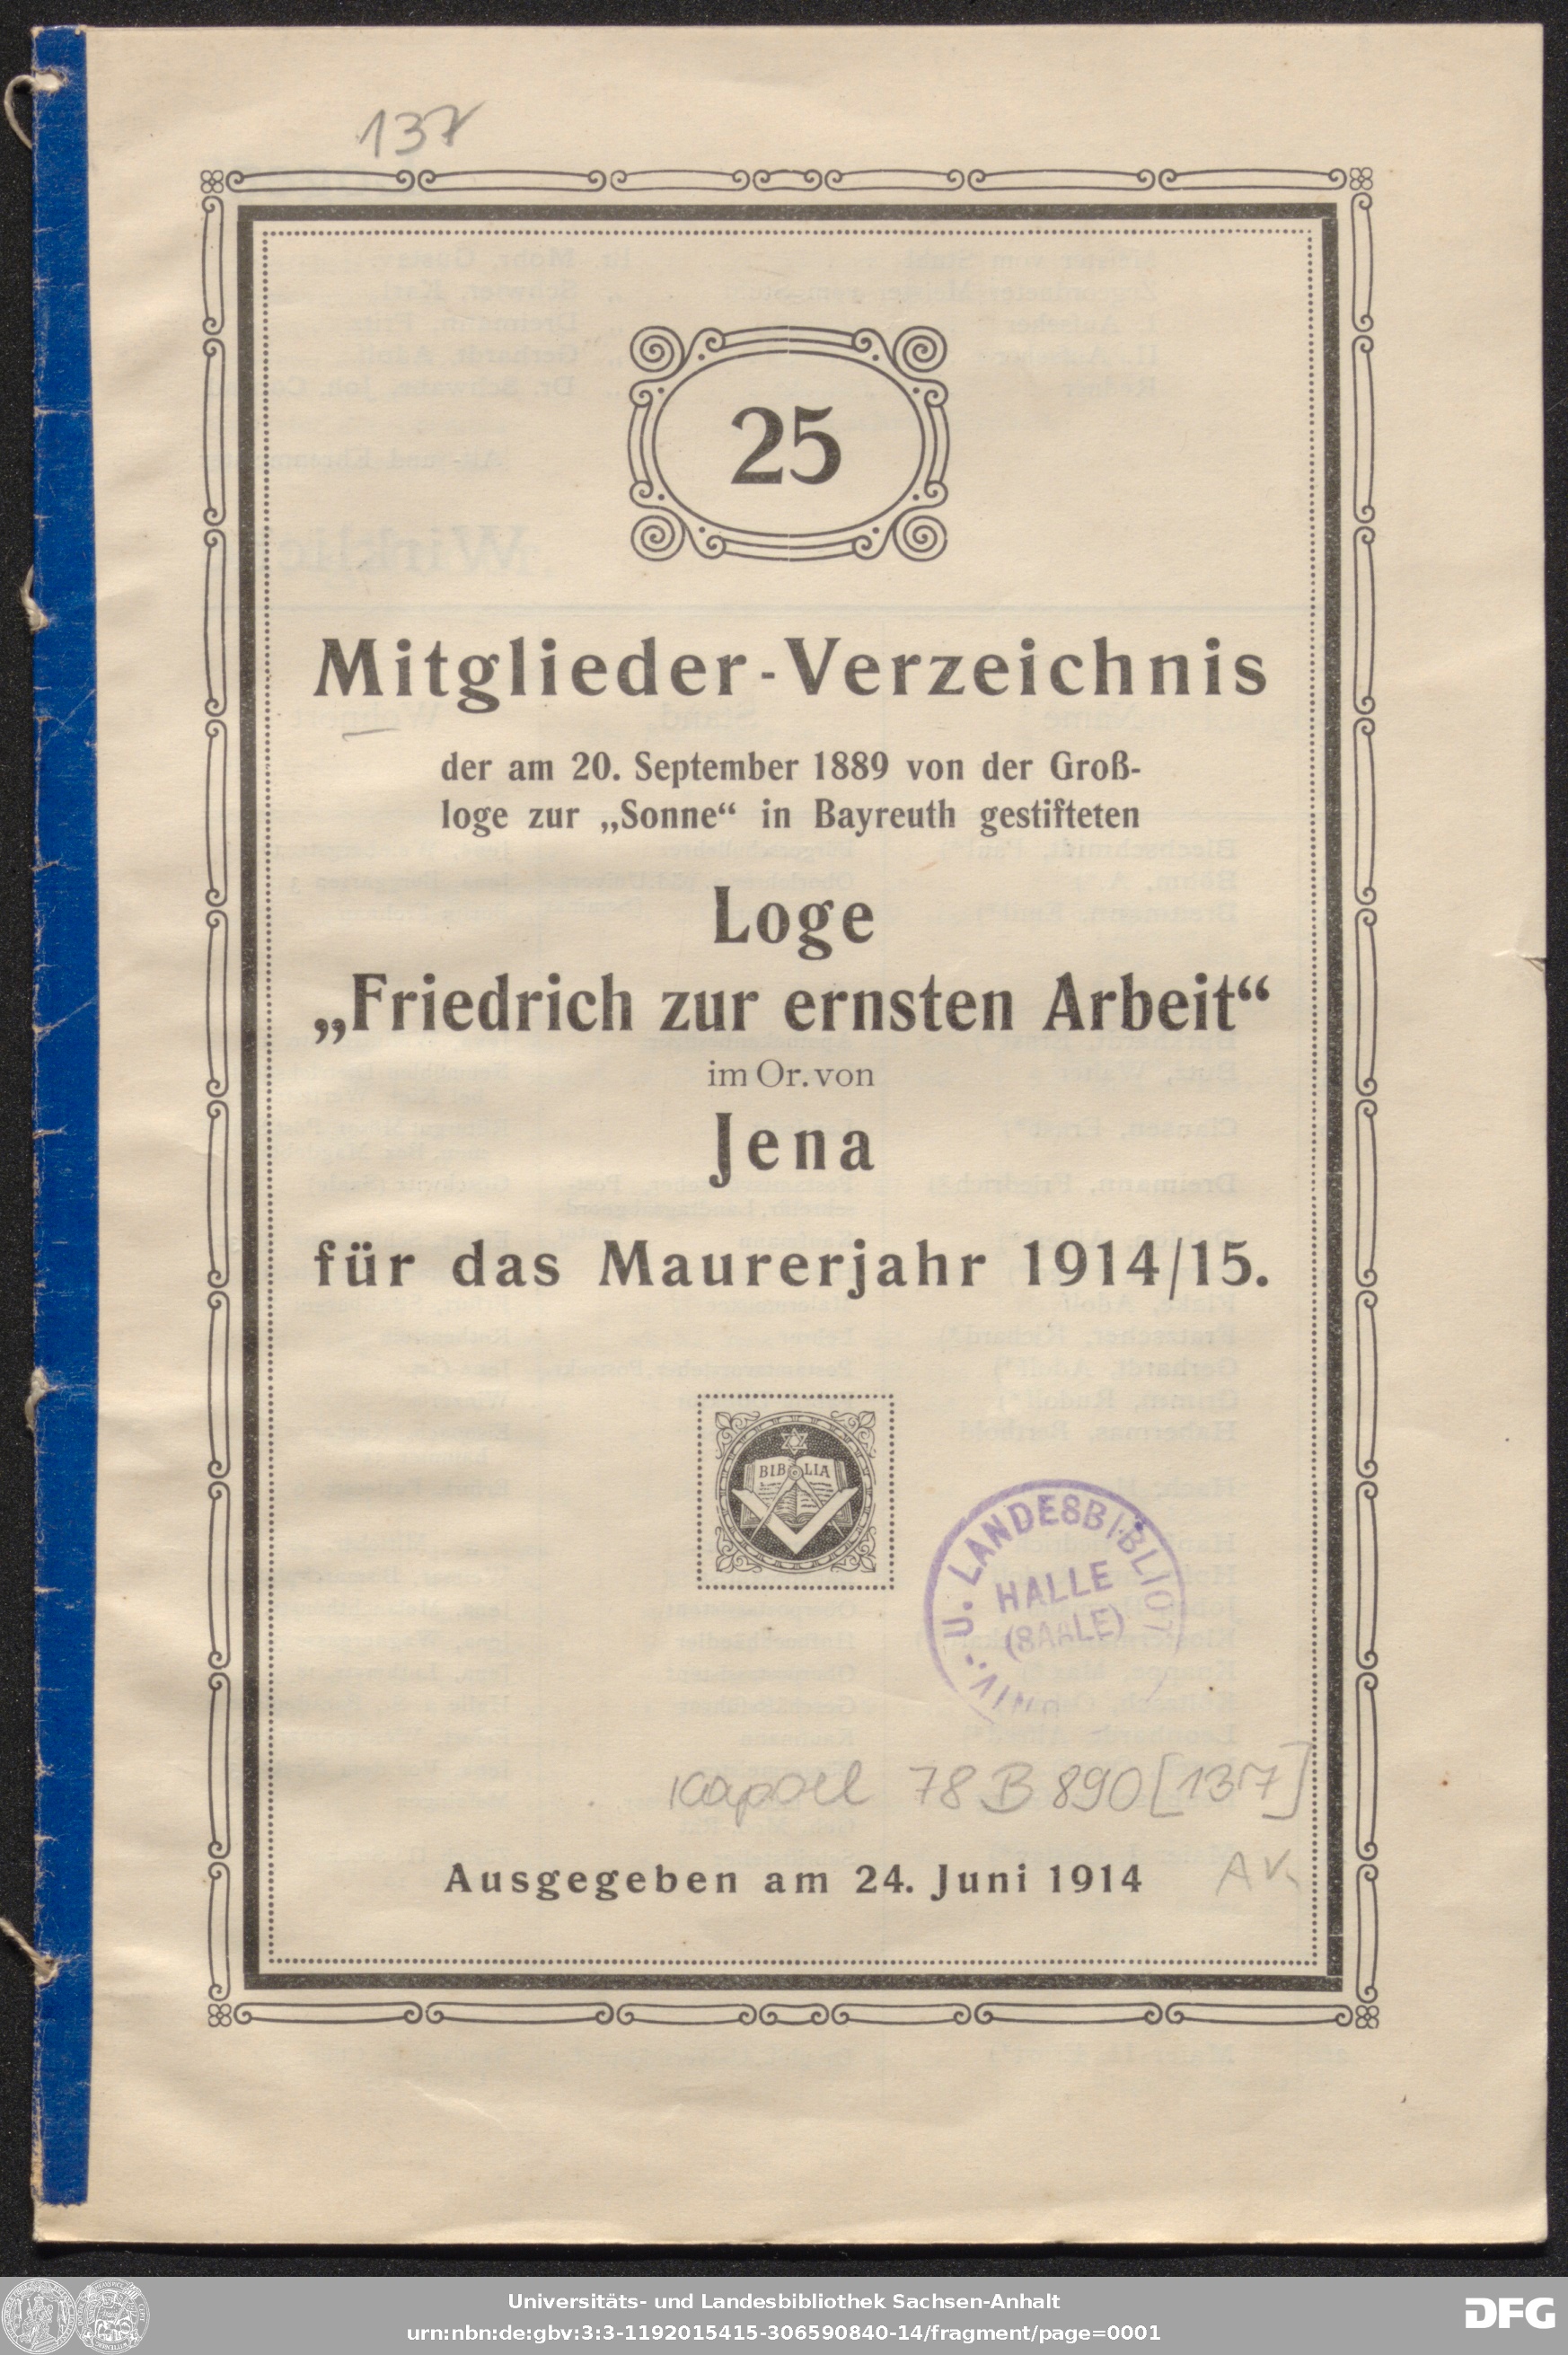 137
25
Mitglieder-Verzeichnis
der am 20. September 1889 von der Groß-
loge zur „Sonne“ in Bayreuth gestifteten
Loge
„Friedrich zur ernsten Arbeit“
im Or. von
Jena
für das Maurerjahr 1914/15.
BIBLIA
UNIV.- U. LANDESBIBLIOT
HALLE
(SAALE)
Kapsel 78 B 890 [137]
Ausgegeben am 24. Juni 1914
AK
Universitäts- und Landesbibliothek Sachsen-Anhalt
urn:nbn:de:gbv:3:3-1192015415-306590840-14/fragment/page=0001
DFG